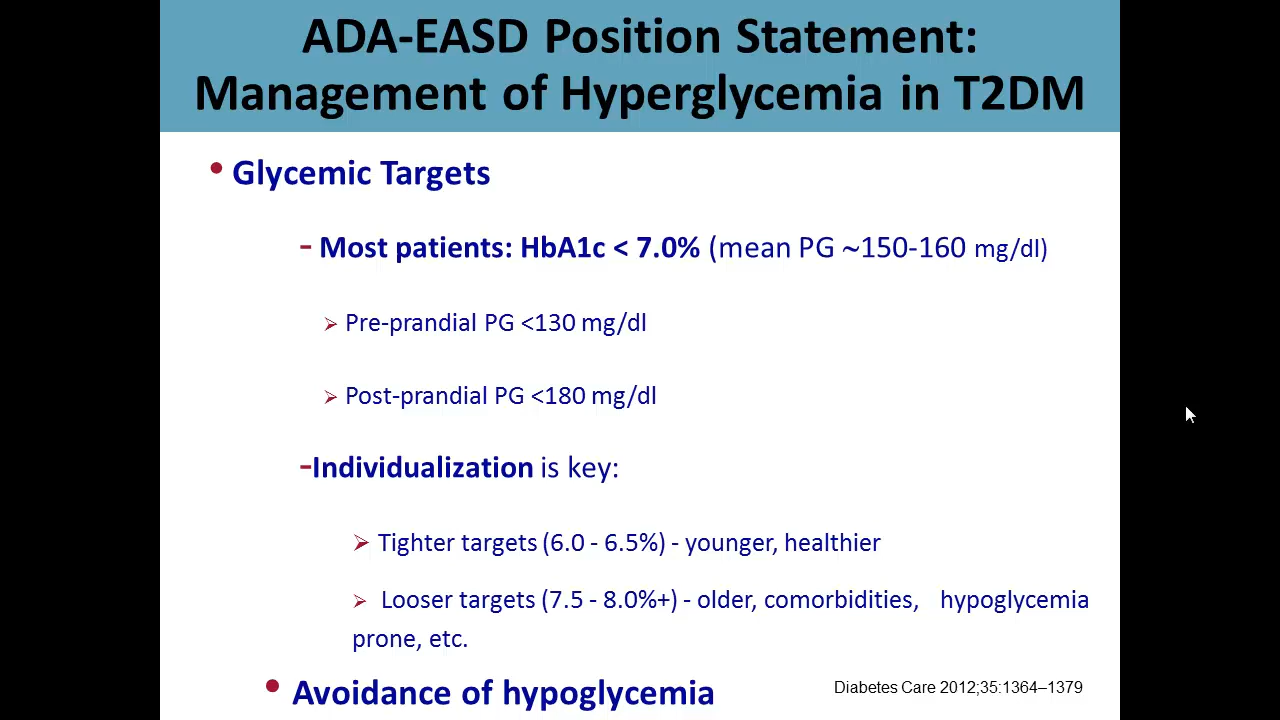 ADA-EASD Position Statement:
Management of Hyperglycemia in T2DM
• Glycemic Targets
- Most patients: HbA1c < 7.0% (mean PG ~150-160 mg/dl)
➢ Pre-prandial PG <130 mg/dl
➢ Post-prandial PG <180 mg/dl
-Individualization is key:
➢ Tighter targets (6.0 - 6.5%) - younger, healthier
➢ Looser targets (7.5 - 8.0%+) - older, comorbidities, hypoglycemia
prone, etc.
• Avoidance of hypoglycemia
Diabetes Care 2012;35:1364–1379